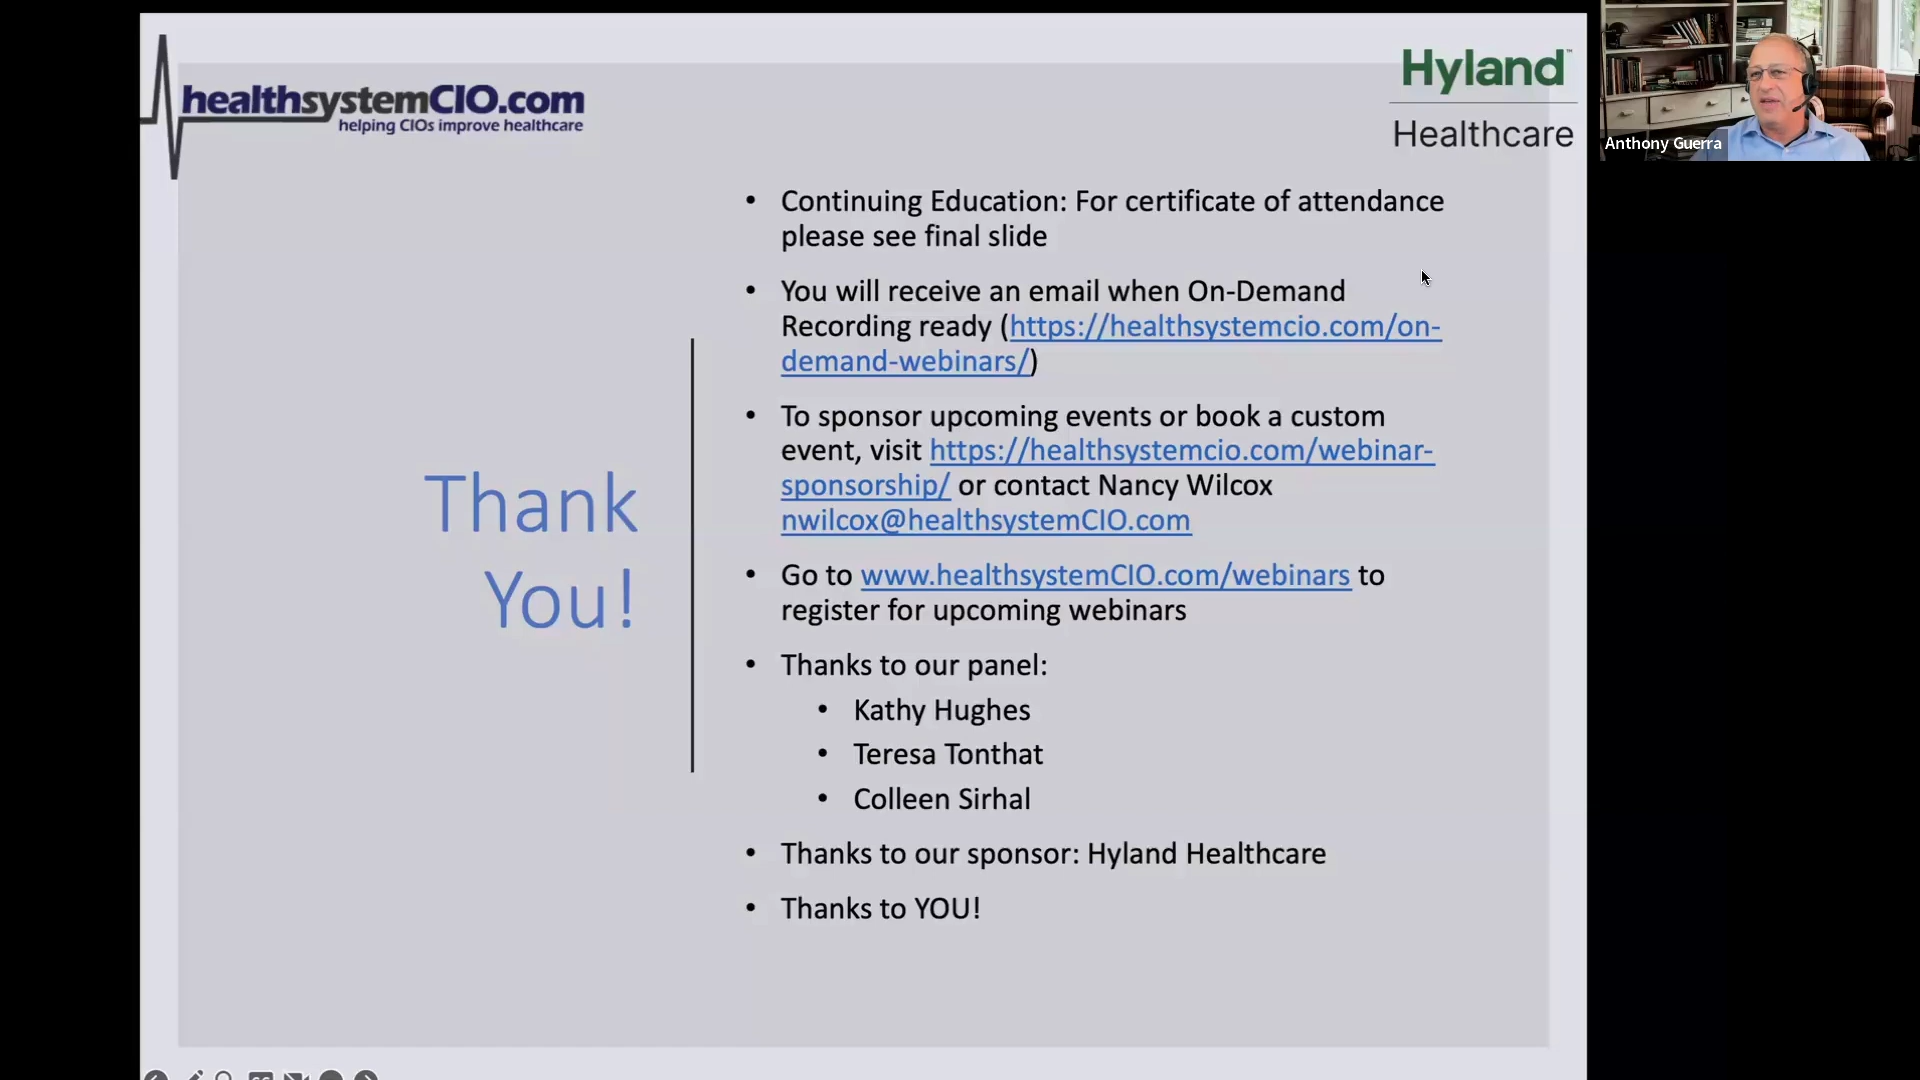 healthsystemCIO.com
helping CIOs improve healthcare
Hyland™
Healthcare
Anthony Guerra
• Continuing Education: For certificate of attendance
please see final slide
• You will receive an email when On-Demand
Recording ready (https://healthsystemcio.com/on-
demand-webinars/)
• To sponsor upcoming events or book a custom
event, visit https://healthsystemcio.com/webinar-
sponsorship/ or contact Nancy Wilcox
nwilcox@healthsystemCIO.com
• Go to www.healthsystemCIO.com/webinars to
register for upcoming webinars
• Thanks to our panel:
• Kathy Hughes
• Teresa Tonthat
• Colleen Sirhal
• Thanks to our sponsor: Hyland Healthcare
• Thanks to YOU!
Thank
You!